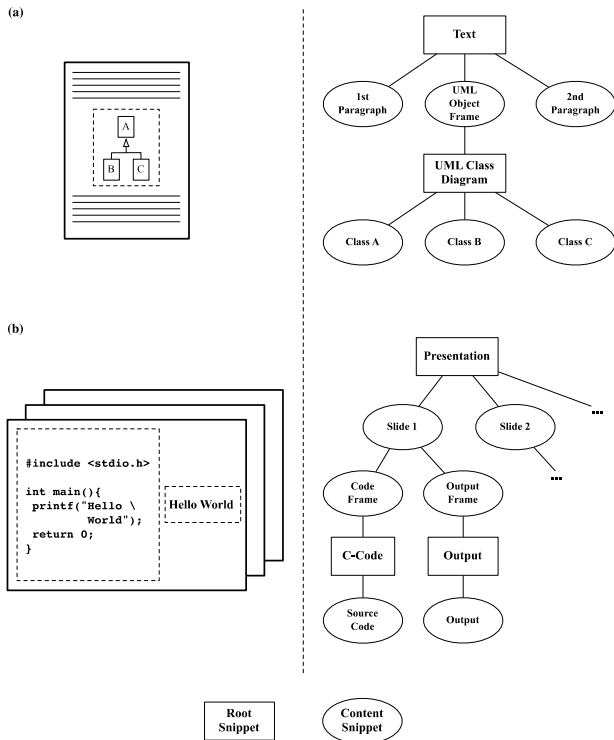 (a)
A
B C
Text
1st
Paragraph
UML
Object
Frame
2nd
Paragraph
UML Class
Diagram
Class A
Class B
Class C
(b)
#include <stdio.h>
int main(){
printf("Hello \
World");
return 0;
}
Hello World
Presentation
...
Slide 1
Slide 2
...
Code
Frame
Output
Frame
C-Code
Output
Source
Code
Output
Root
Snippet
Content
Snippet